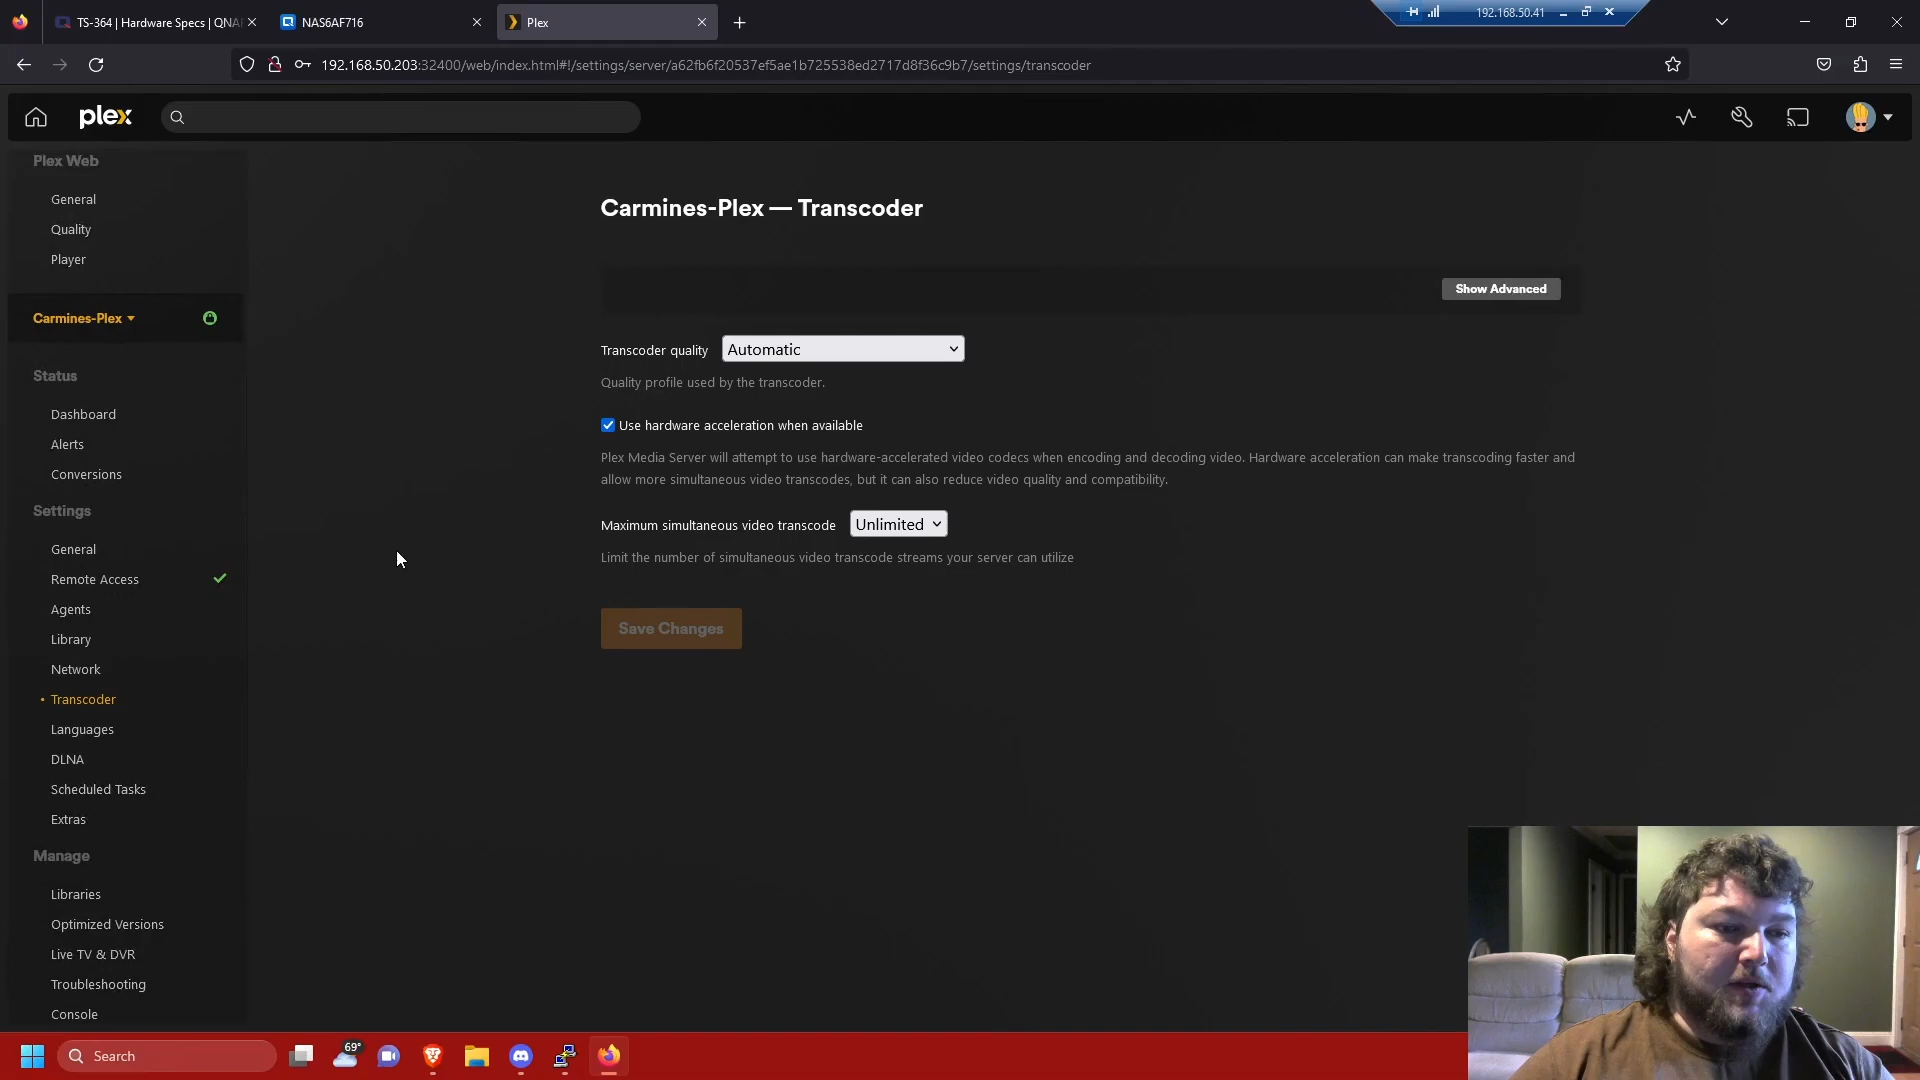 TS-364 | Hardware Specs | QNA
NAS6AF716
Plex
192.168.50.41
192.168.50.203:32400/web/index.html#!/settings/server/a62fb6f20537ef5ae1b725538ed2717d8f36c9b7/settings/transcoder
plex
Plex Web
General
Quality
Player
Carmines-Plex
Status
Dashboard
Alerts
Conversions
Settings
General
Remote Access
Agents
Library
Network
Transcoder
Languages
DLNA
Scheduled Tasks
Extras
Manage
Libraries
Optimized Versions
Live TV & DVR
Troubleshooting
Console
Carmines-Plex — Transcoder
Show Advanced
Transcoder quality Automatic
Quality profile used by the transcoder.
Use hardware acceleration when available
Plex Media Server will attempt to use hardware-accelerated video codecs when encoding and decoding video. Hardware acceleration can make transcoding faster and
allow more simultaneous video transcodes, but it can also reduce video quality and compatibility.
Maximum simultaneous video transcode Unlimited
Limit the number of simultaneous video transcode streams your server can utilize
Save Changes
Search
69°